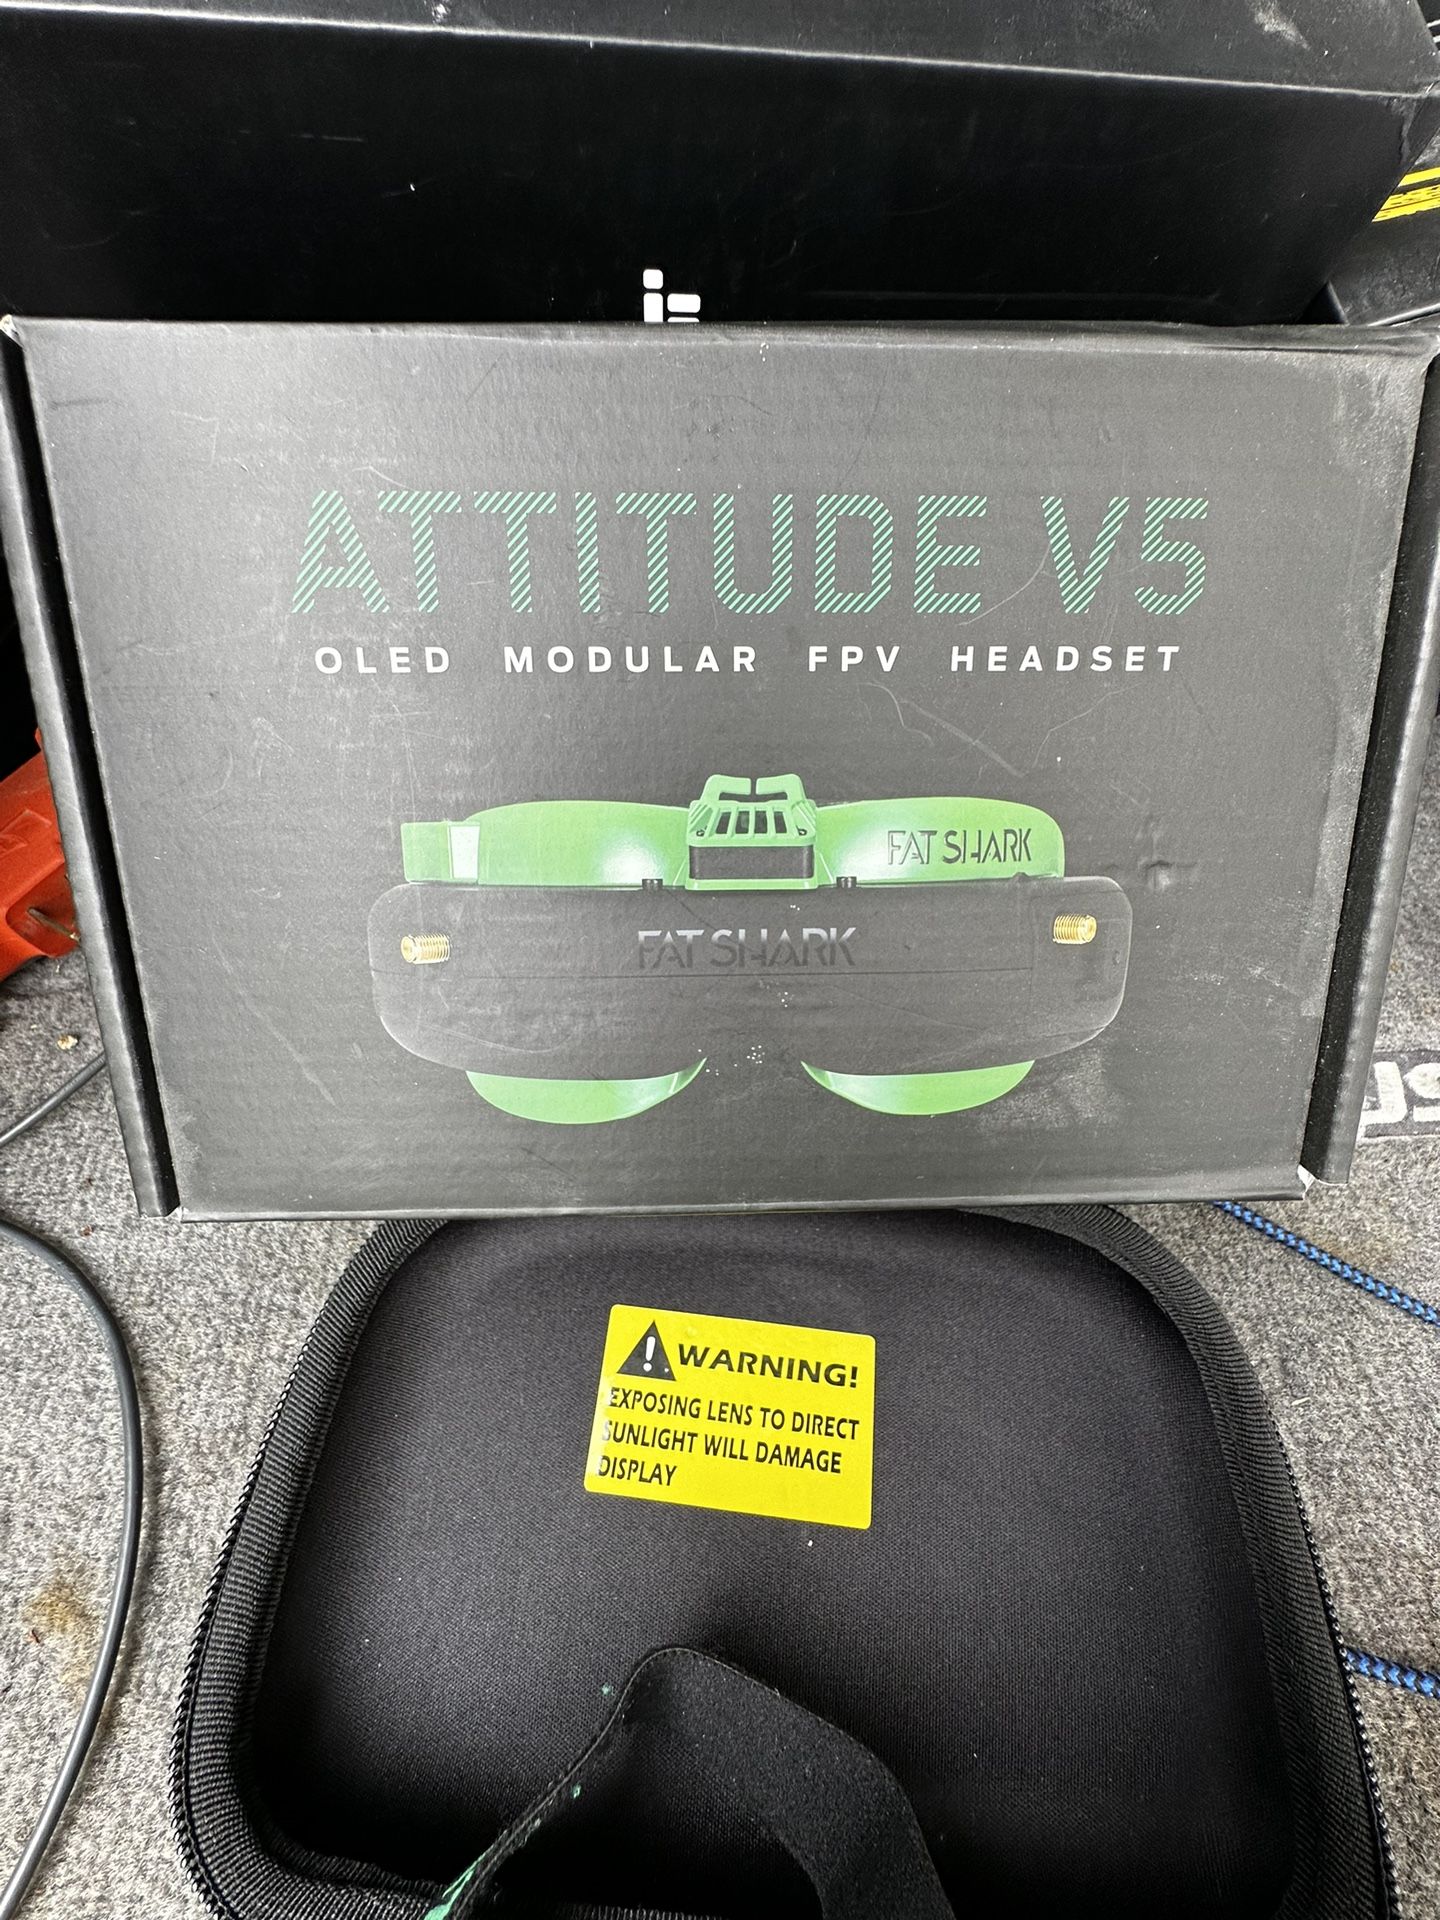 ATTITUDE V5
OLED MODULAR FPV HEADSET
FAT SHARK
FAT SHARK
WARNING!
EXPOSING LENS TO DIRECT
SUNLIGHT WILL DAMAGE
DISPLAY